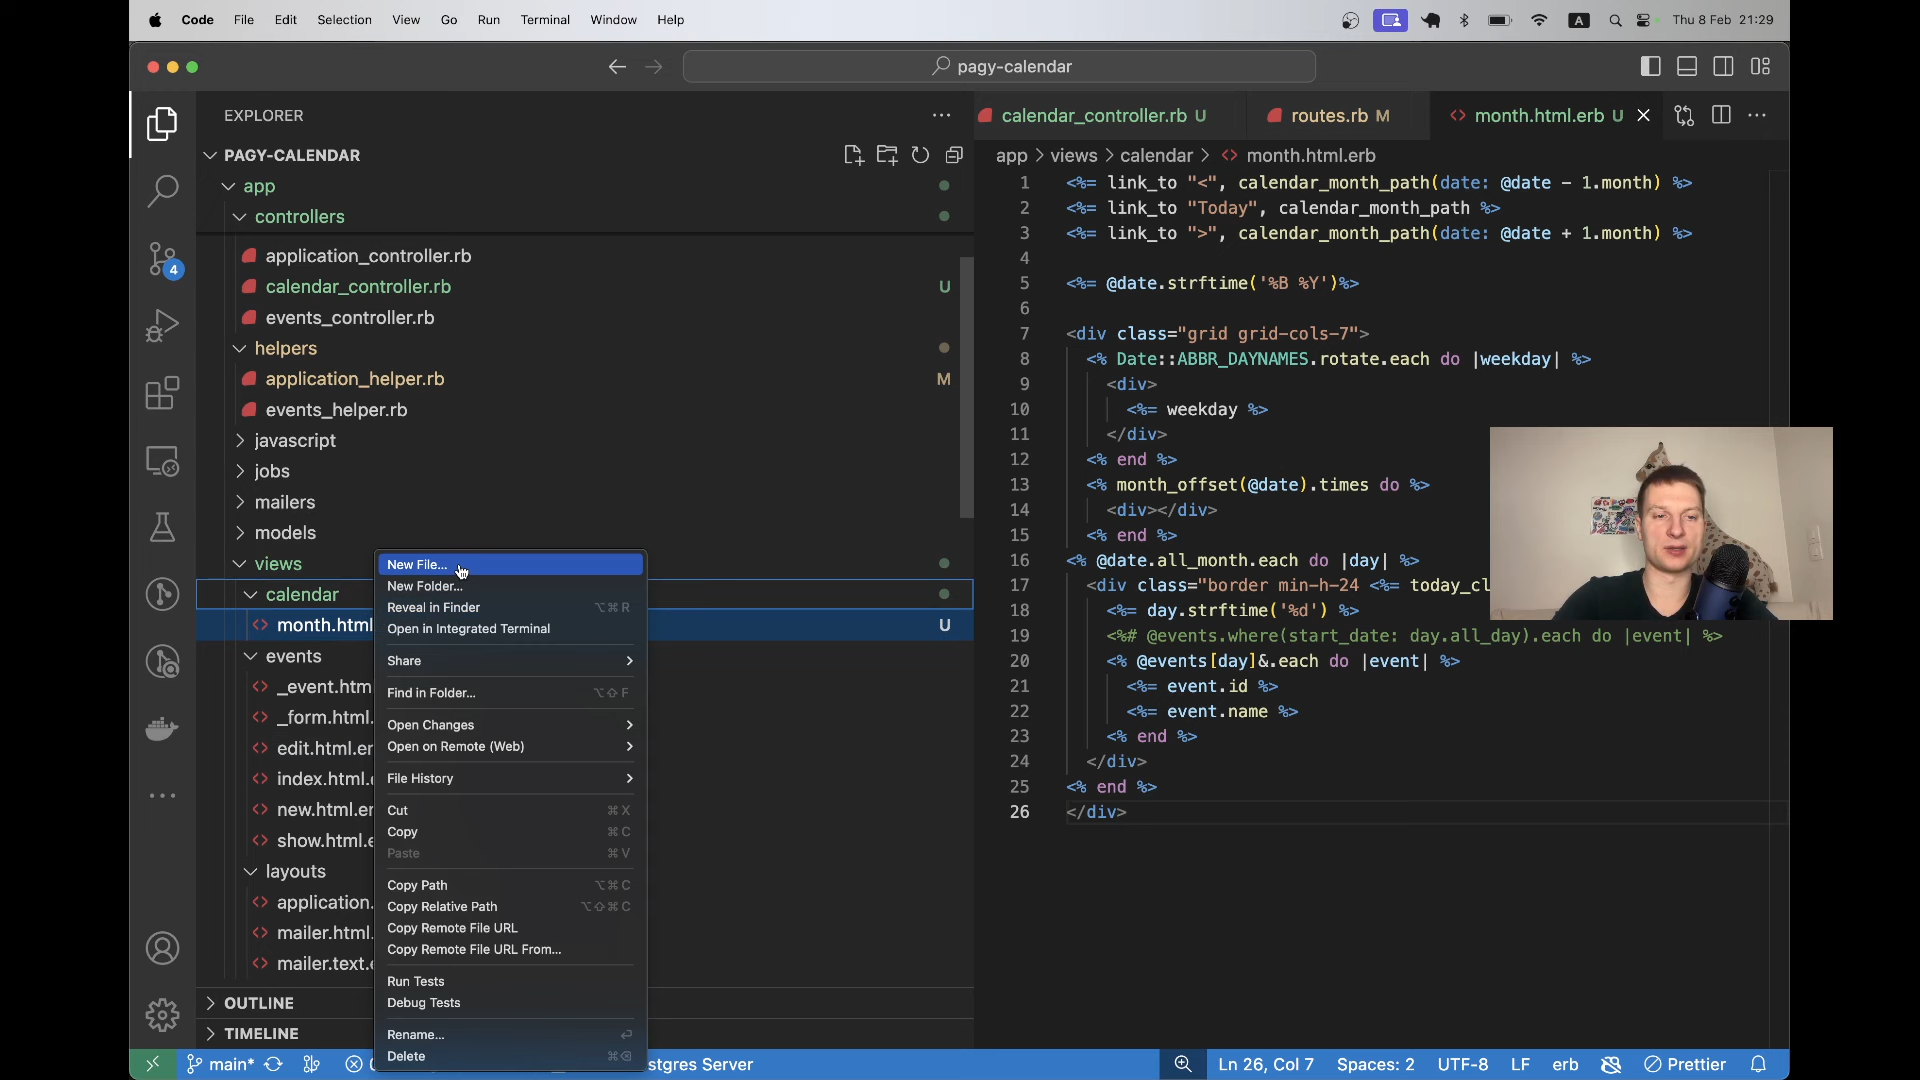 Code File Edit Selection View Go Run Terminal Window Help
A Thu 8 Feb 21:29
pagy-calendar
EXPLORER
PAGY-CALENDAR
app
controllers
application_controller.rb
calendar_controller.rb U
events_controller.rb
helpers
application_helper.rb M
events_helper.rb
javascript
jobs
mailers
models
views
calendar
month.html U
events
_event.htm
_form.html.
edit.html.er
index.html.
new.html.er
show.html.e
layouts
application.
mailer.html.
mailer.text.e
OUTLINE
TIMELINE
4
New File...
New Folder...
Reveal in Finder ⌥⌘R
Open in Integrated Terminal
Share
Find in Folder... ⌥⇧F
Open Changes
Open on Remote (Web)
File History
Cut ⌘X
Copy ⌘C
Paste ⌘V
Copy Path ⌥⌘C
Copy Relative Path ⌥⇧⌘C
Copy Remote File URL
Copy Remote File URL From...
Run Tests
Debug Tests
Rename... ⏎
Delete ⌘⌫
calendar_controller.rb U routes.rb M month.html.erb U
app > views > calendar > month.html.erb
1 <%= link_to "<", calendar_month_path(date: @date - 1.month) %>
2 <%= link_to "Today", calendar_month_path %>
3 <%= link_to ">", calendar_month_path(date: @date + 1.month) %>
4
5 <%= @date.strftime('%B %Y')%>
6
7 <div class="grid grid-cols-7">
8 <% Date::ABBR_DAYNAMES.rotate.each do |weekday| %>
9 <div>
10 <%= weekday %>
11 </div>
12 <% end %>
13 <% month_offset(@date).times do %>
14 <div></div>
15 <% end %>
16 <% @date.all_month.each do |day| %>
17 <div class="border min-h-24 <%= today_cl
18 <%= day.strftime('%d') %>
19 <%# @events.where(start_date: day.all_day).each do |event| %>
20 <% @events[day]&.each do |event| %>
21 <%= event.id %>
22 <%= event.name %>
23 <% end %>
24 </div>
25 <% end %>
26 </div>
main* stgres Server Ln 26, Col 7 Spaces: 2 UTF-8 LF erb Prettier